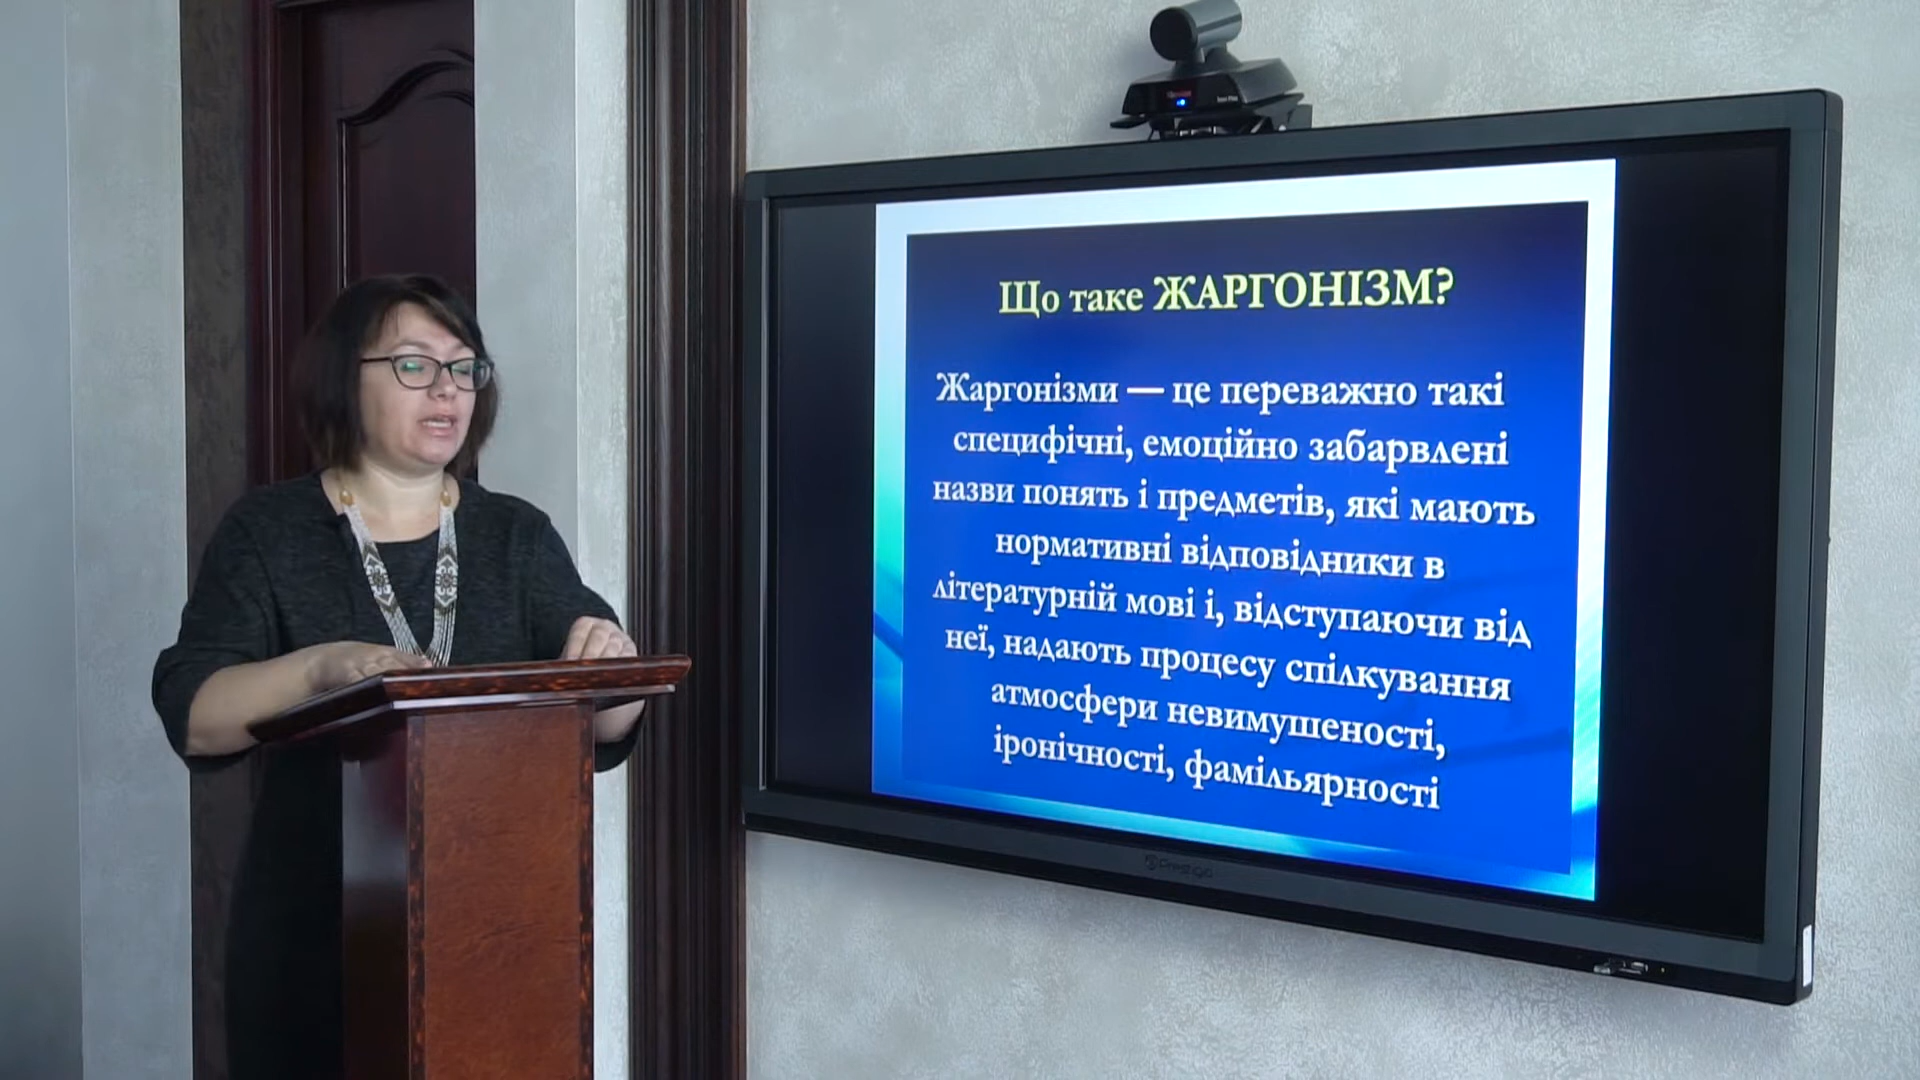 Що таке ЖАРГОНІЗМ?
Жаргонізми — це переважно такі
специфічні, емоційно забарвлені
назви понять і предметів, які мають
нормативні відповідники в
літературній мові і, відступаючи від
неї, надають процесу спілкування
атмосфери невимушеності,
іронічності, фамільярності